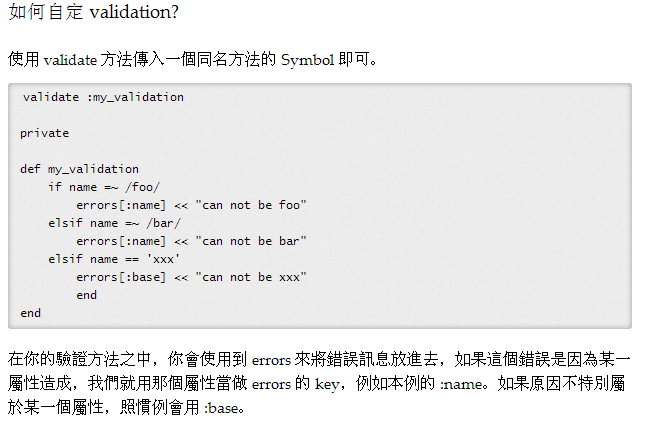 如何自定 validation?
使用 validate 方法傳入一個同名方法的 Symbol 即可。
validate :my_validation
private
def my_validation
    if name =~ /foo/
        errors[:name] << "can not be foo"
    elsif name =~ /bar/
        errors[:name] << "can not be bar"
    elsif name == 'xxx'
        errors[:base] << "can not be xxx"
        end
end
在你的驗證方法之中，你會使用到 errors 來將錯誤訊息放進去，如果這個錯誤是因為某一
屬性造成，我們就用那個屬性當做 errors 的 key，例如本例的 :name。如果原因不特別屬
於某一個屬性，照慣例會用 :base。